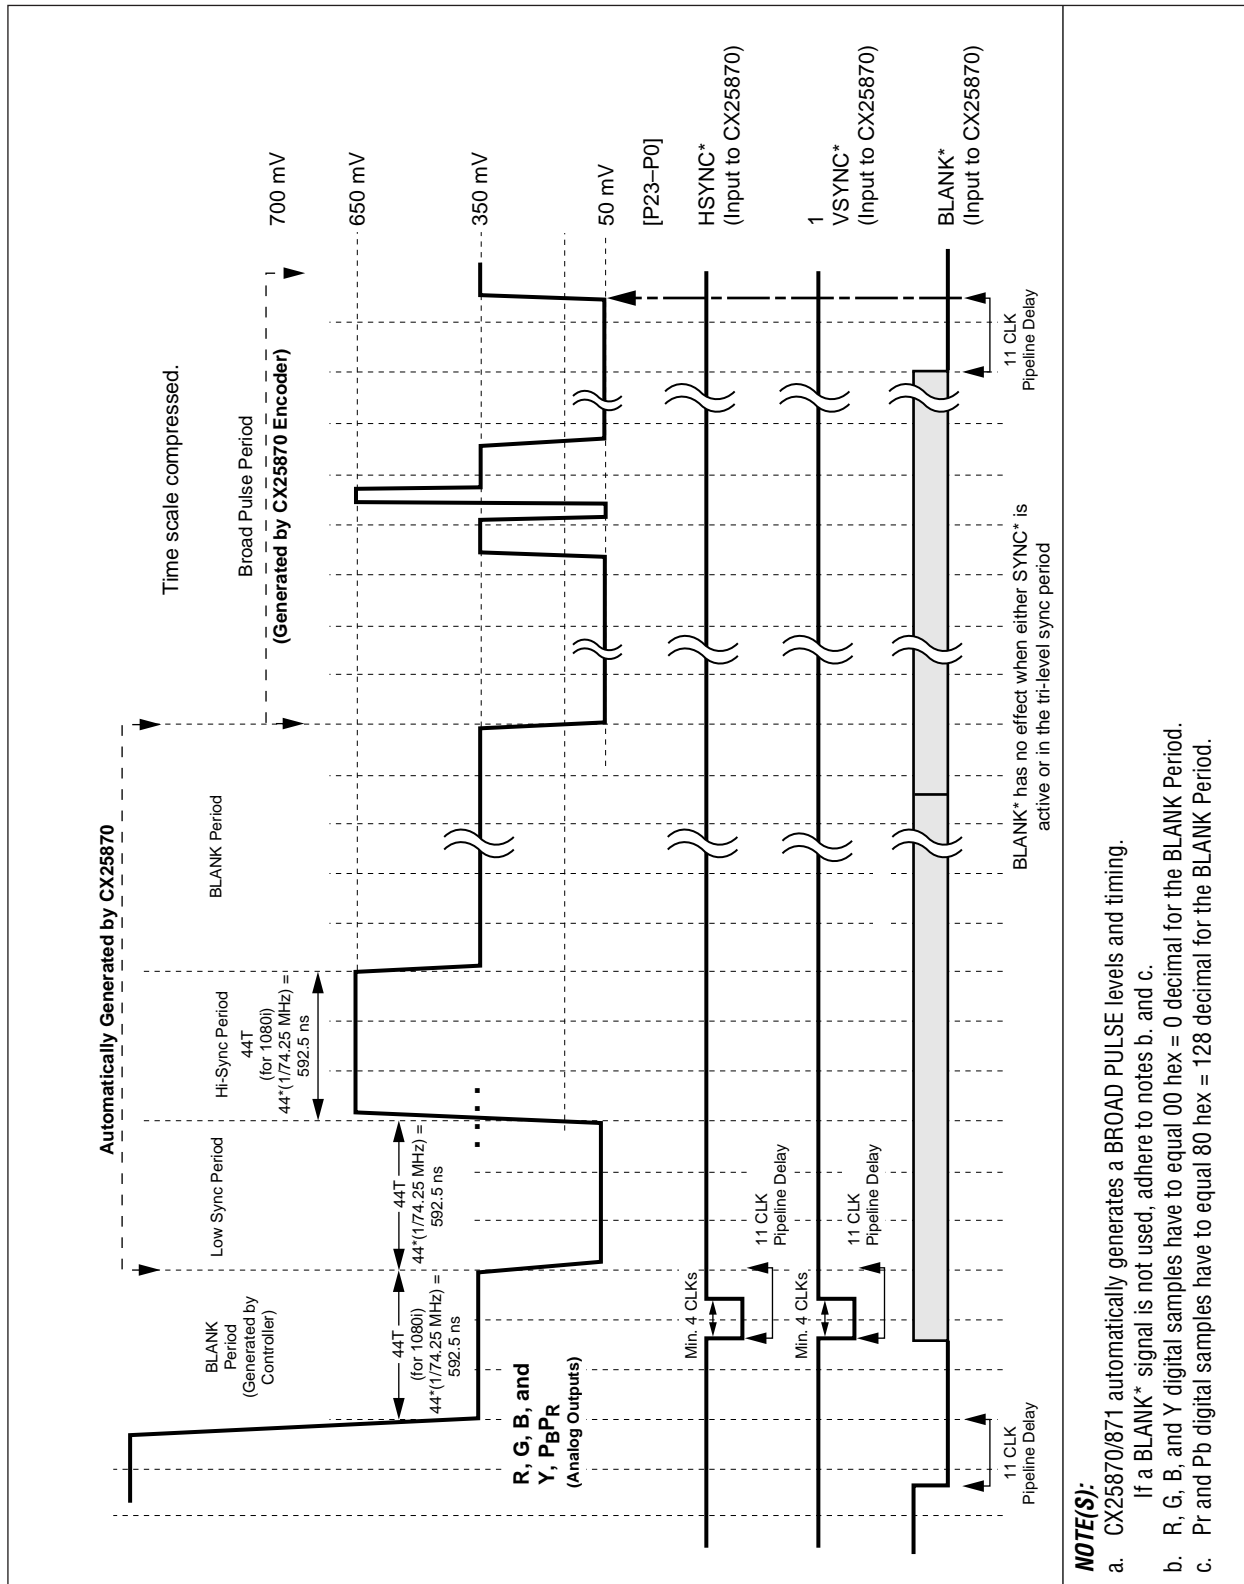 Time scale compressed.
Automatically Generated by CX25870
Broad Pulse Period
(Generated by CX25870 Encoder)
BLANK
Period
(Generated by
Controller)
Low Sync Period
Hi-Sync Period
44T
(for 1080i)
44*(1/74.25 MHz) =
592.5 ns
BLANK Period
44T
(for 1080i)
44*(1/74.25 MHz) =
592.5 ns
44T
44*(1/74.25 MHz) =
592.5 ns
700 mV
650 mV
350 mV
50 mV
R, G, B, and
Y, PBPR
(Analog Outputs)
[P23–P0]
HSYNC*
(Input to CX25870)
Min. 4 CLKs
11 CLK
Pipeline Delay
1
VSYNC*
(Input to CX25870)
Min. 4 CLKs
11 CLK
Pipeline Delay
BLANK*
(Input to CX25870)
11 CLK
Pipeline Delay
11 CLK
Pipeline Delay
BLANK* has no effect when either SYNC* is
active or in the tri-level sync period
NOTE(S):
a. CX25870/871 automatically generates a BROAD PULSE levels and timing.
If a BLANK* signal is not used, adhere to notes b. and c.
b. R, G, B, and Y digital samples have to equal 00 hex = 0 decimal for the BLANK Period.
c. Pr and Pb digital samples have to equal 80 hex = 128 decimal for the BLANK Period.